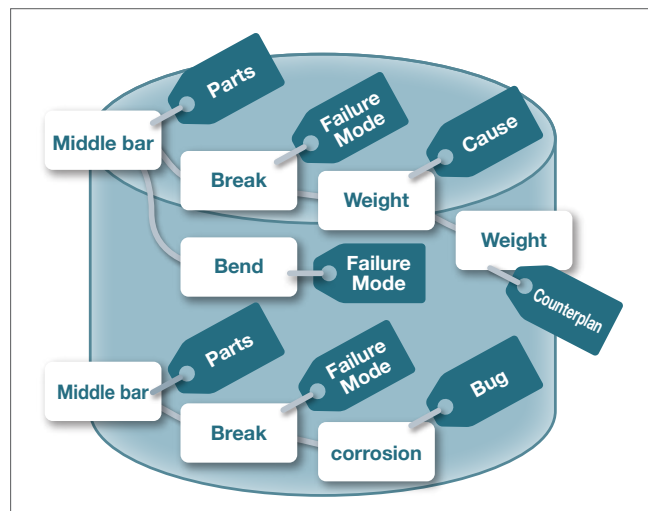 Parts
Middle bar
Failure
Mode
Break
Cause
Weight
Weight
Counterplan
Bend
Failure
Mode
Parts
Middle bar
Failure
Mode
Break
Bug
corrosion